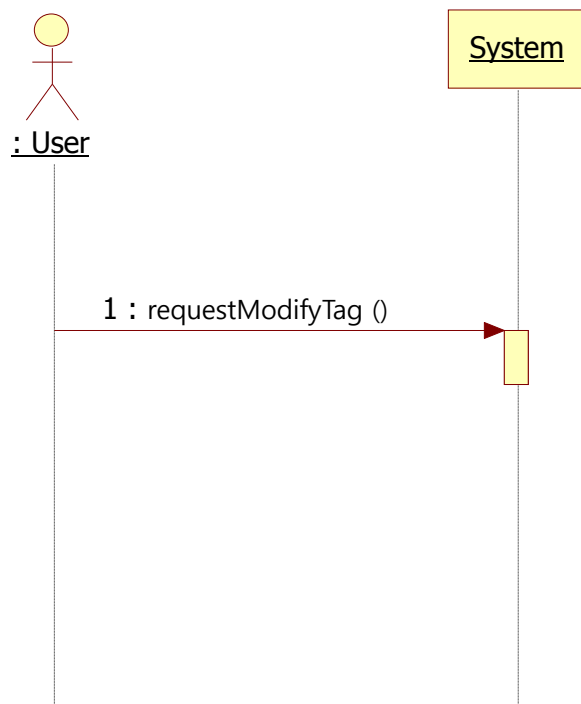 System
: User
1 : requestModifyTag ()